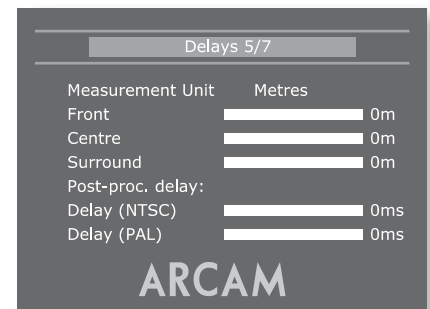 Delays 5/7
Measurement Unit Metres
Front 0m
Centre 0m
Surround 0m
Post-proc. delay:
Delay (NTSC) 0ms
Delay (PAL) 0ms
ARCAM